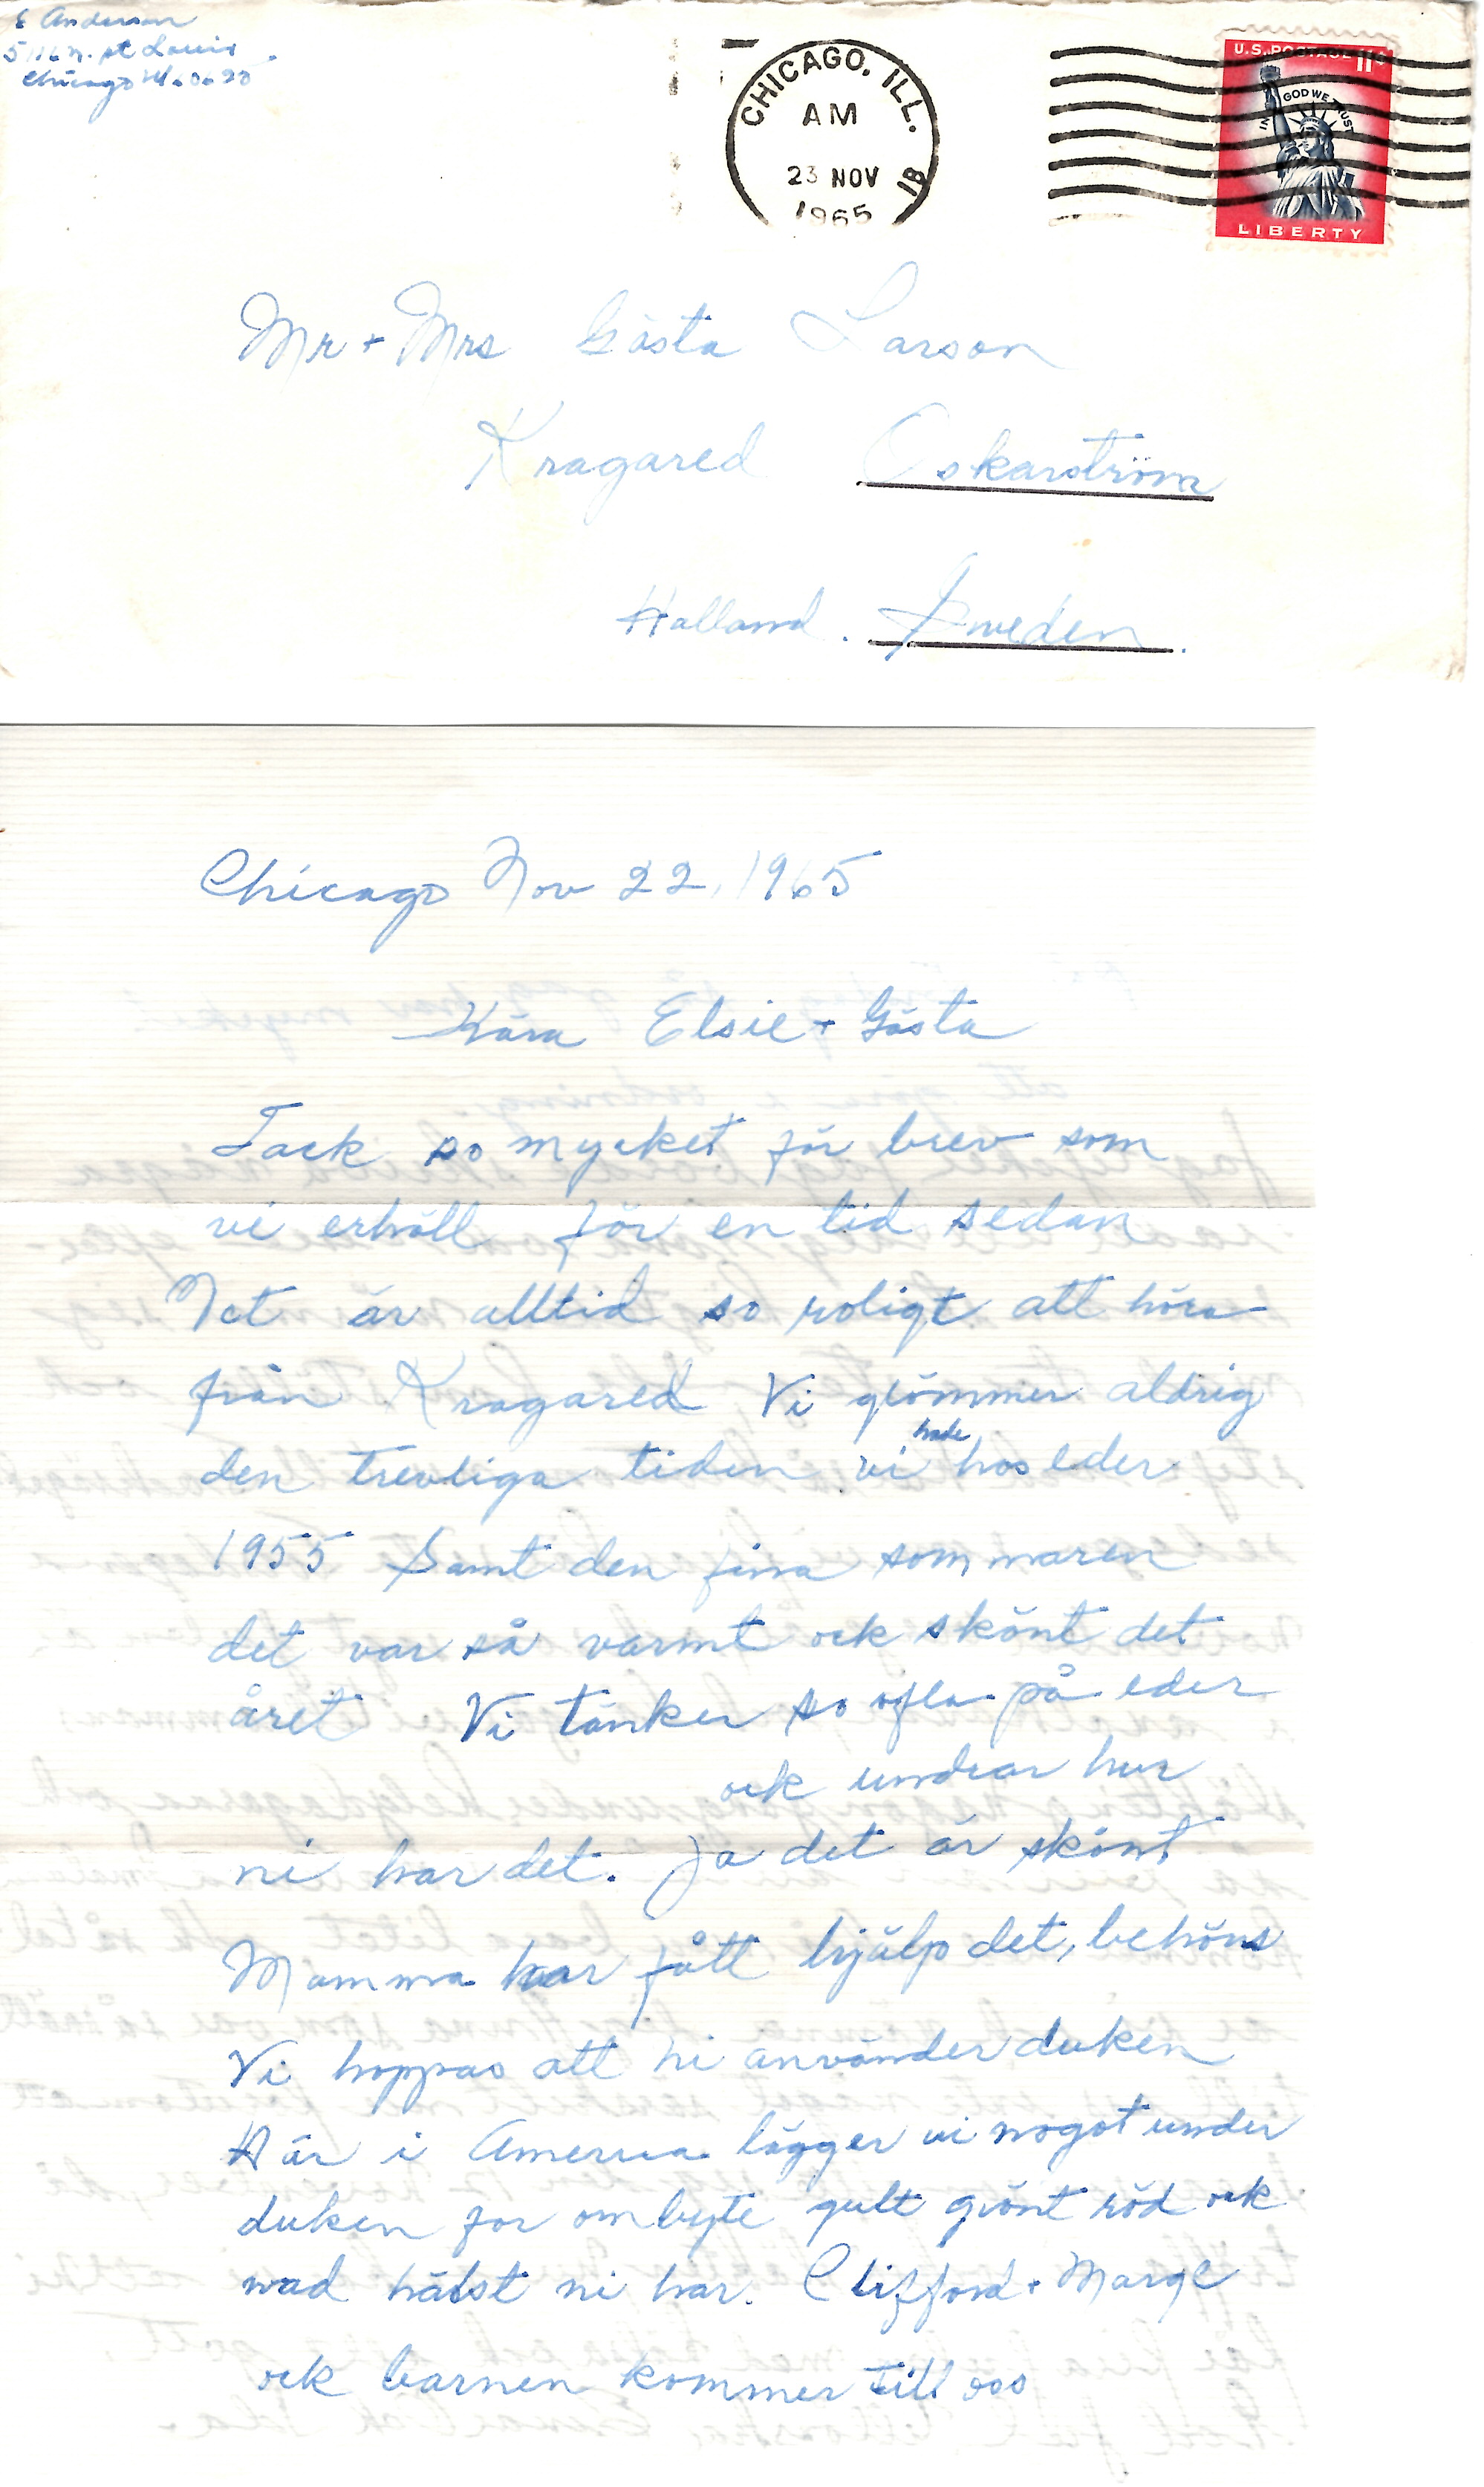 E Anderson
N. St Louis
Chicago
CHICAGO, ILL.
AM
23 NOV 18
1965
U.S. POSTAGE 11¢
IN GOD WE TRUST
LIBERTY
Mr + Mrs Gösta Larson
Kragared Oskarström
Halland. Sweden.
Chicago Nov 22, 1965
Kära Elsie + Gösta
Tack so mycket för brev som
vi erhöll för en tid sedan
Det är alltid so roligt att höra
från Kragared Vi glömmer aldrig
den trevliga tiden vi hade hos eder
1955 Samt den fina sommaren
det var så varmt ock skönt det
året Vi tänker so ofta på eder
ock undrar hur
ni har det. Ja det är skönt
Mamma har fått hjälp det, behövs
Vi hoppas att ni använder duken
Här i America lägger vi nogot under
duken for ombyte gult grönt röd ock
wad hälst ni har. Clifford + Marge
ock barnen kommer till oss